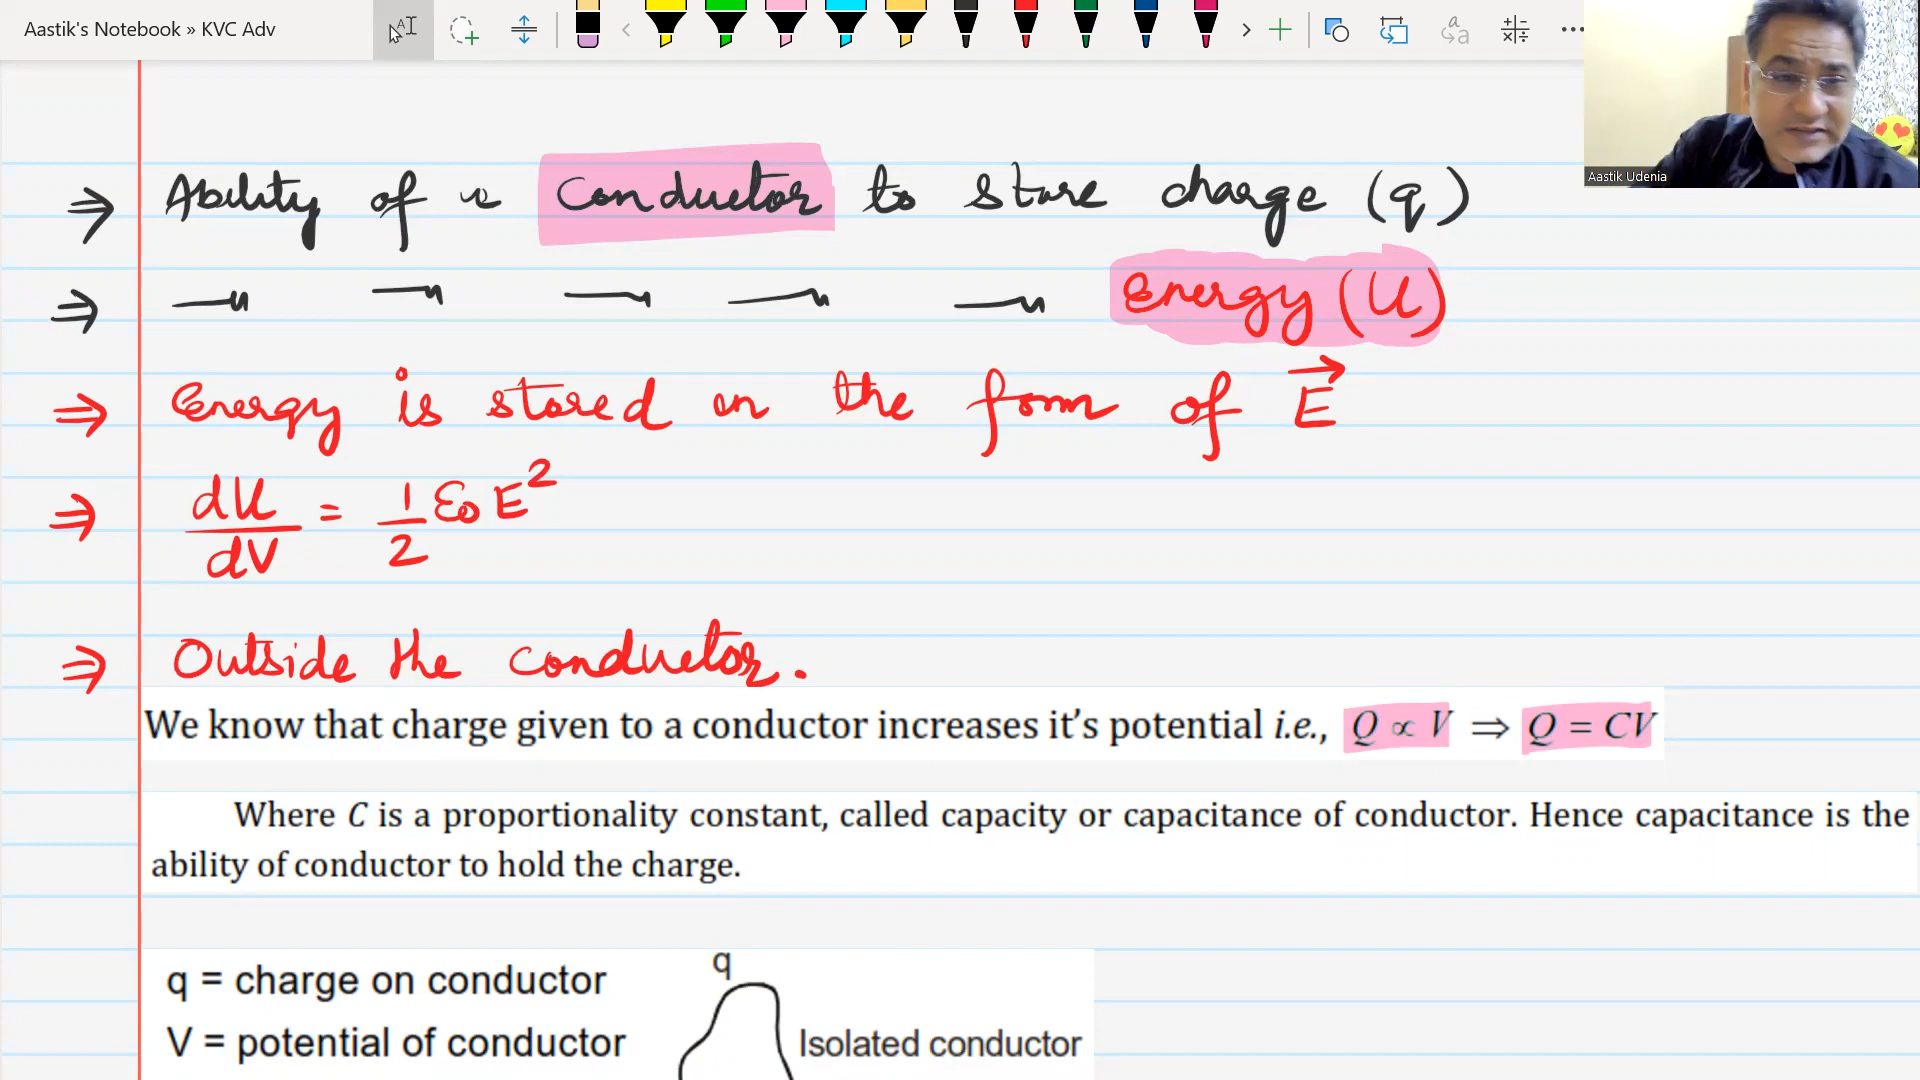 Aastik's Notebook » KVC Adv
Aastik Udenia
⇒ Ability of a Conductor to store charge (q)
⇒ —〃 —〃 —〃 —〃 —〃 Energy (U)
⇒ Energy is stored in the form of E⃗
⇒ dU/dV = 1/2 ε0 E²
⇒ Outside the conductor.
We know that charge given to a conductor increases it's potential i.e., Q ∝ V ⇒ Q = CV
Where C is a proportionality constant, called capacity or capacitance of conductor. Hence capacitance is the
ability of conductor to hold the charge.
q = charge on conductor
q
V = potential of conductor
Isolated conductor